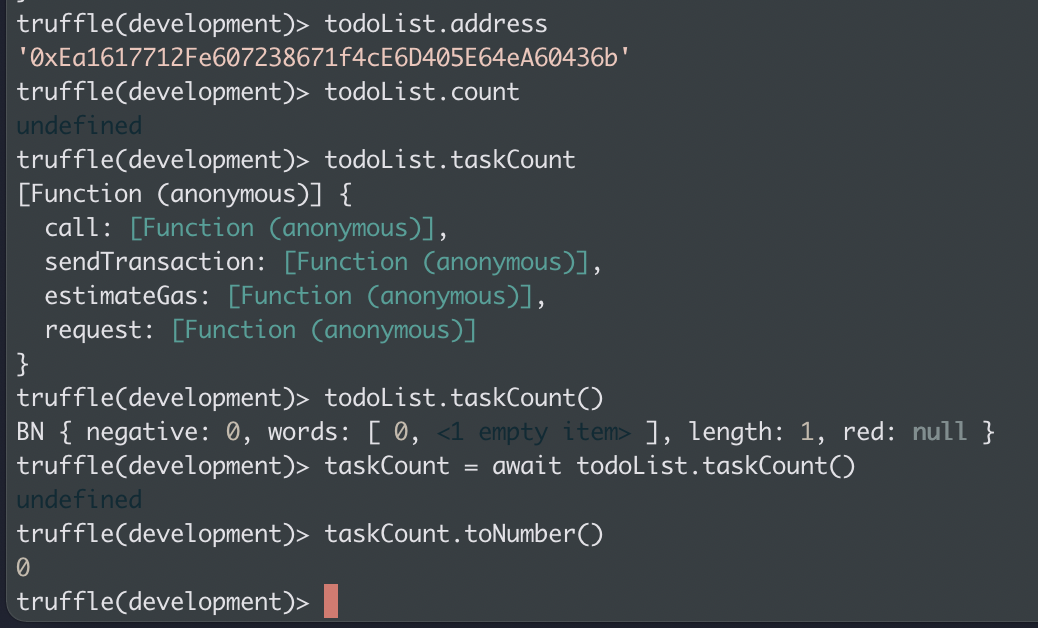 truffle(development)> todoList.address
'0xEa1617712Fe607238671f4cE6D405E64eA60436b'
truffle(development)> todoList.count
undefined
truffle(development)> todoList.taskCount
[Function (anonymous)] {
  call: [Function (anonymous)],
  sendTransaction: [Function (anonymous)],
  estimateGas: [Function (anonymous)],
  request: [Function (anonymous)]
}
truffle(development)> todoList.taskCount()
BN { negative: 0, words: [ 0, <1 empty item> ], length: 1, red: null }
truffle(development)> taskCount = await todoList.taskCount()
undefined
truffle(development)> taskCount.toNumber()
0
truffle(development)>